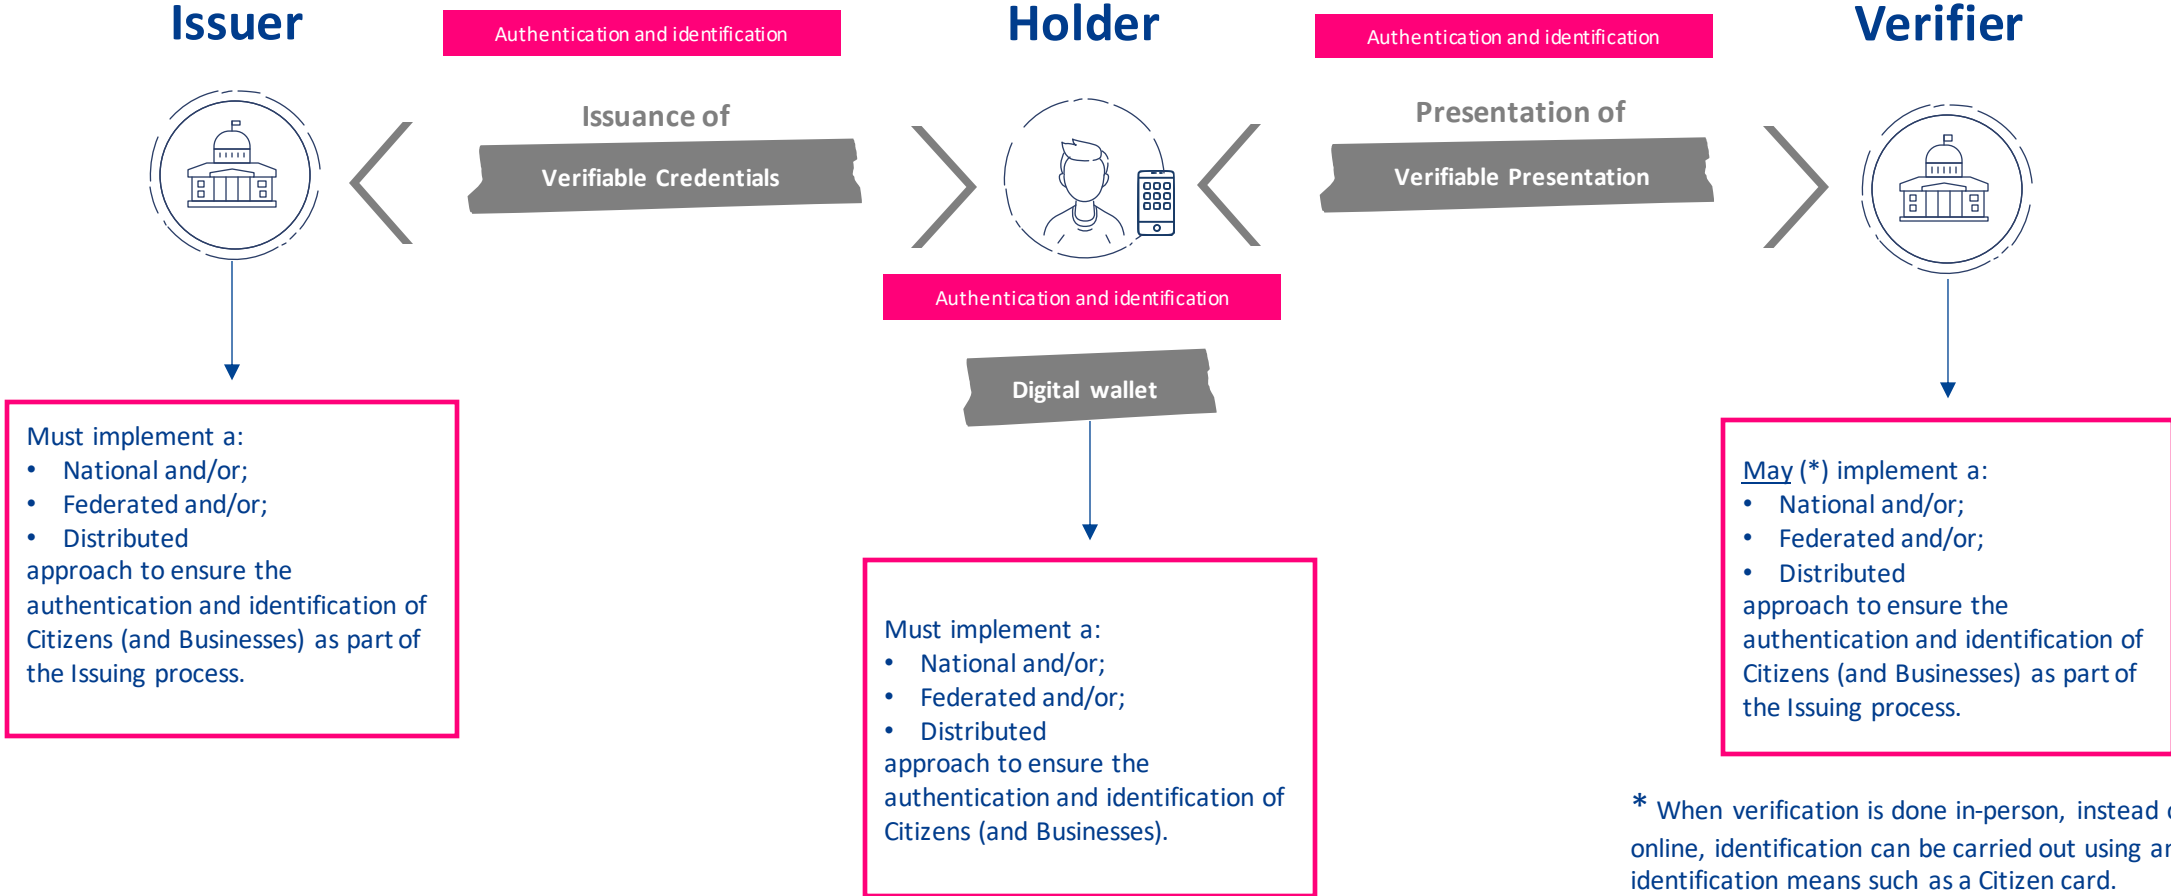 Issuer
Authentication and identification
Holder
Authentication and identification
Verifier
Issuance of
Verifiable Credentials
Presentation of
Verifiable Presentation
Authentication and identification
Digital wallet
Must implement a:
• National and/or;
• Federated and/or;
• Distributed
approach to ensure the
authentication and identification of
Citizens (and Businesses) as part of
the Issuing process.
Must implement a:
• National and/or;
• Federated and/or;
• Distributed
approach to ensure the
authentication and identification of
Citizens (and Businesses).
May (*) implement a:
• National and/or;
• Federated and/or;
• Distributed
approach to ensure the
authentication and identification of
Citizens (and Businesses) as part of
the Issuing process.
* When verification is done in-person, instead
online, identification can be carried out using
identification means such as a Citizen card.